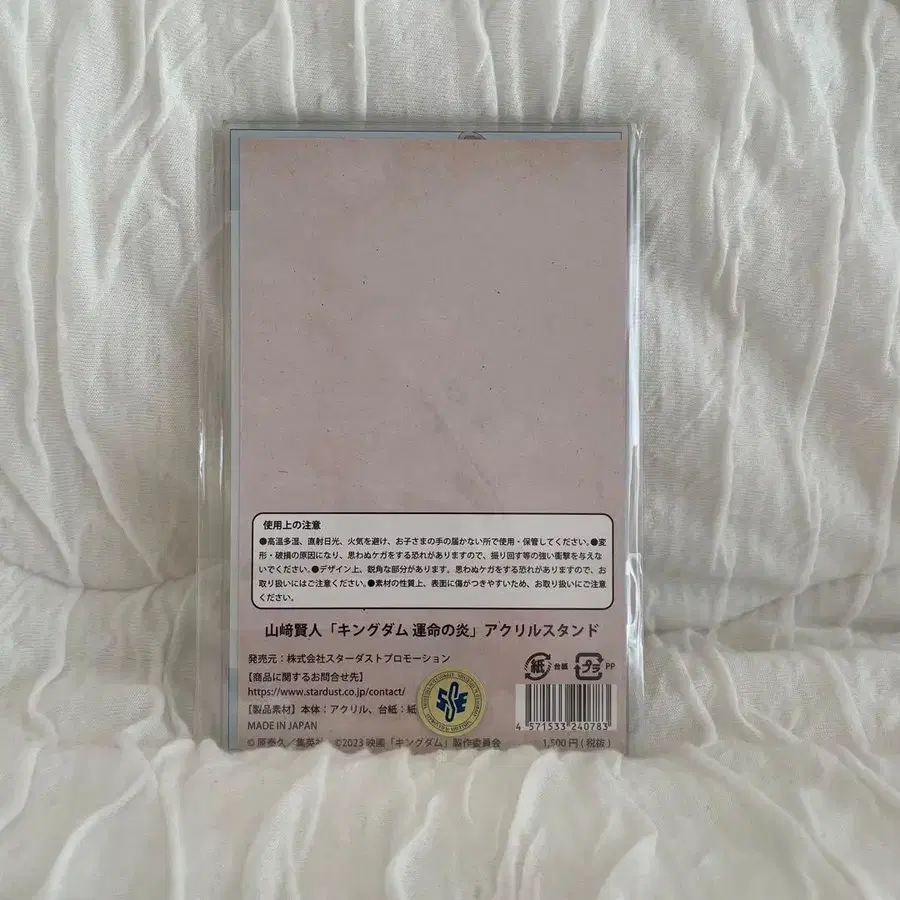 使用上の注意
●高温多湿、直射日光、火気を避け、お子さまの手の届かない所で使用・保管してください。●変
形・破損の原因になり、思わぬケガをする恐れがありますので、振り回す等の強い衝撃を与えな
いでください。●デザイン上、鋭角な部分があります。思わぬケガをする恐れがありますので、お
取り扱いにはご注意ください。●素材の性質上、表面に傷がつきやすいため、お取り扱いにご注意
ください。
山﨑賢人「キングダム 運命の炎」アクリルスタンド
発売元:株式会社スターダストプロモーション
【商品に関するお問合せ先】
https://www.stardust.co.jp/contact/
【製品素材】本体:アクリル、台紙:紙
MADE IN JAPAN
© 原泰久/集英社 ©2023 映画「キングダム」製作委員会
紙 台紙 プラ PP
4 571533 240783
1,500 円 ( 税抜 )